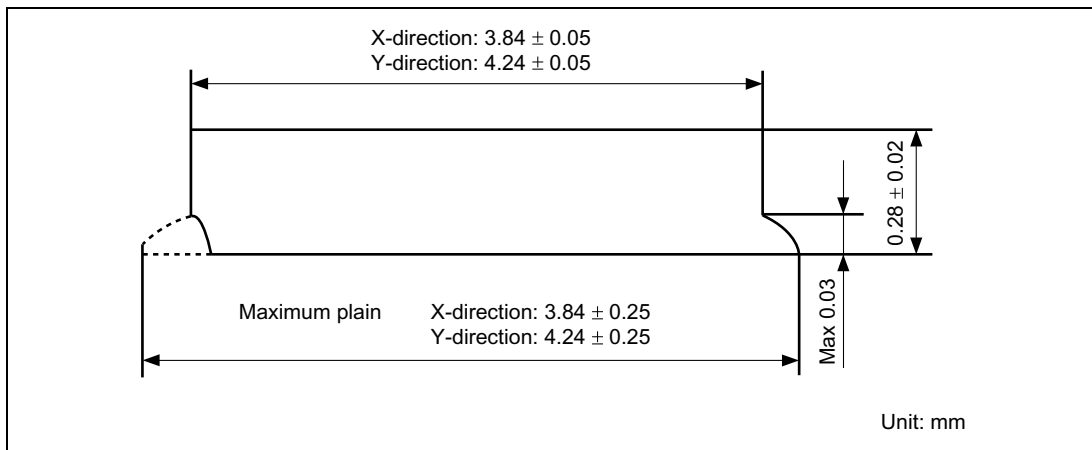 X-direction: 3.84 ± 0.05
Y-direction: 4.24 ± 0.05
0.28 ± 0.02
Max 0.03
Maximum plain X-direction: 3.84 ± 0.25
Y-direction: 4.24 ± 0.25
Unit: mm